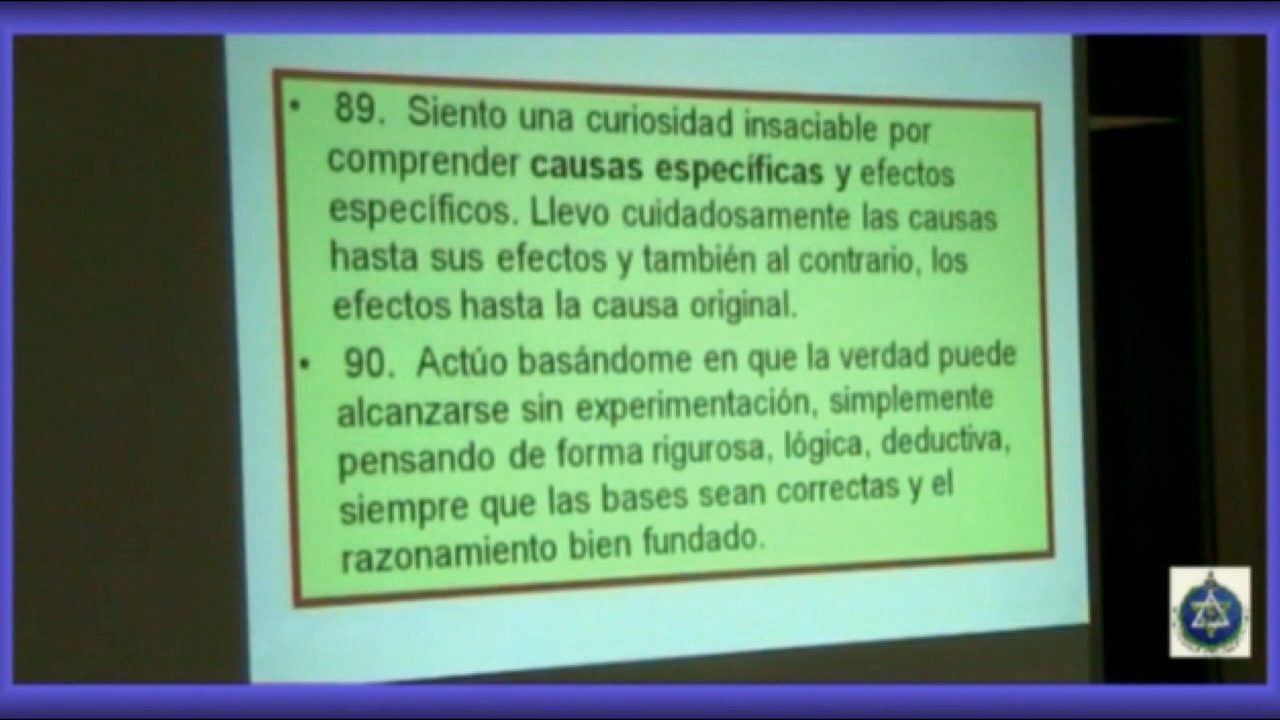 • 89. Siento una curiosidad insaciable por
comprender causas específicas y efectos
específicos. Llevo cuidadosamente las causas
hasta sus efectos y también al contrario, los
efectos hasta la causa original.
• 90. Actúo basándome en que la verdad puede
alcanzarse sin experimentación, simplemente
pensando de forma rigurosa, lógica, deductiva,
siempre que las bases sean correctas y el
razonamiento bien fundado.